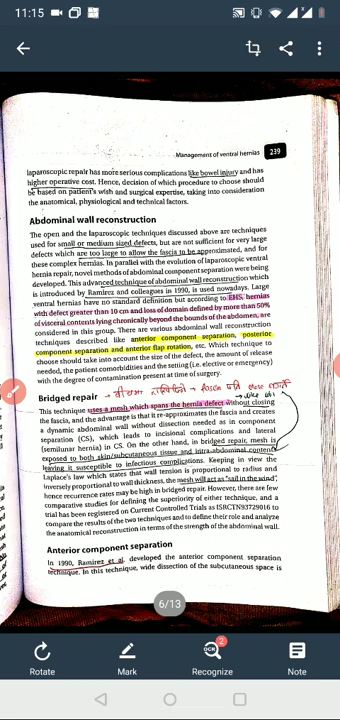 11:15
Management of ventral hernias 239
laparoscopic repair has more serious complications like bowel injury and has
higher operative cost. Hence, decision of which procedure to choose should
be based on patient's wish and surgical expertise, taking into consideration
the anatomical, physiological and technical factors.
Abdominal wall reconstruction
The open and the laparoscopic techniques discussed above are techniques
used for small or medium sized defects, but are not sufficient for very large
defects which are too large to allow the fascia to be approximated, and for
these complex hernias. In parallel with the evolution of laparoscopic ventral
hernia repair, novel methods of abdominal component separation were being
developed. This advanced technique of abdominal wall reconstruction which
is introduced by Ramirez and colleagues in 1990, is used nowadays. Large
ventral hernias have no standard definition but according to EHS, hernias
with defect greater than 10 cm and loss of domain defined by more than 50%
of visceral contents lying chronically beyond the bounds of the abdomen, are
considered in this group. There are various abdominal wall reconstruction
techniques described like anterior component separation, posterior
component separation and anterior flap rotation, etc. Which technique to
choose should take into account the size of the defect, the amount of release
needed, the patient comorbidities and the setting (i.e. elective or emergency)
with the degree of contamination present at time of surgery.
Bridged repair
This technique uses a mesh which spans the hernia defect without closing
the fascia, and the advantage is that it re-approximates the fascia and creates
a dynamic abdominal wall without dissection needed as in component
separation (CS), which leads to incisional complications and lateral
(semilunar hernia) in CS. On the other hand, in bridged repair, mesh is
exposed to both skin/subcutaneous tissue and intra-abdominal content
leaving it susceptible to infectious complications. Keeping in view the
Laplace's law which states that wall tension is proportional to radius and
inversely proportional to wall thickness, the mesh will act as "sail in the wind",
hence recurrence rates may be high in bridged repair. However, there are few
comparative studies for defining the superiority of either technique, and a
trial has been registered on Current Controlled Trials as ISRCTN93729016 to
compare the results of the two techniques and to define their role and analyze
the anatomical reconstruction in terms of the strength of the abdominal wall.
Anterior component separation
In 1990, Ramirez et al. developed the anterior component separation
technique. In this technique, wide dissection of the subcutaneous space is
6/13
2
OCR
Rotate Mark Recognize Note